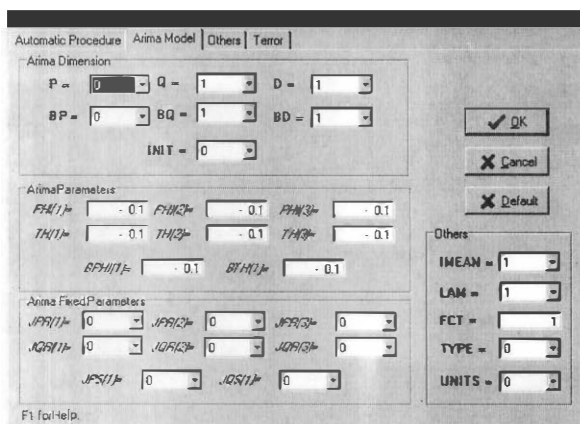 Automatic Procedure Arima Model Others Terror
Arima Dimension
P = 0 Q = 1 D = 1
BP = 0 BQ = 1 BD = 1
INIT = 0
OK
Cancel
Default
Arima Parameters
PHI(1)= - 0.1 PHI(2)= - 0.1 PHI(3)= - 0.1
TH(1)= - 0.1 TH(2)= - 0.1 TH(3)= - 0.1
BPHI(1)= - 0.1 BTH(1)= - 0.1
Arima Fixed Parameters
JPR(1)= 0 JPR(2)= 0 JPR(3)= 0
JQR(1)= 0 JQR(2)= 0 JQR(3)= 0
JPS(1)= 0 JQS(1)= 0
Others
IMEAN = 1
LAM = 1
FCT = 1
TYPE = 0
UNITS = 0
F1 for Help.